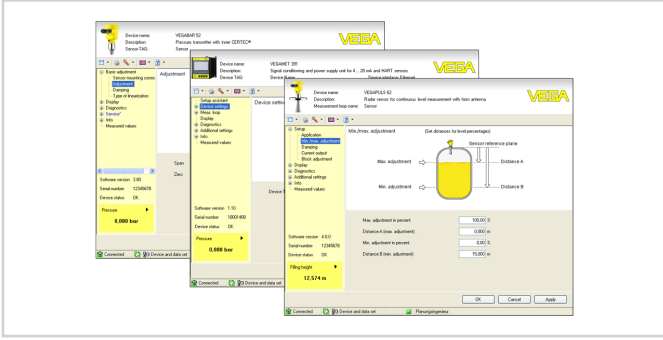 Device name: VEGABAR 52
Description: Pressure transmitter with inner CERTEC®
Sensor TAG: Sensor
VEGA
Basic adjustment
Sensor mounting correc
Adjustment
Damping
Type of linearization
Display
Diagnostics
Service
Info
Measured values
Adjustment
Span
Zero
Software version 3.80
Serial number 12345678
Device status OK
Pressure
0,000 bar
Connected
Device and data set
Device name: VEGAMET 391
Description: Signal conditioning and power supply unit for 4 ... 20 mA and HART sensors
Device TAG: Device Name
Device interface: Ethernet
VEGA
Setup assistant
Device settings
Meas. loop
Display
Diagnostics
Additional settings
Info
Measured values
Device settin
Device T
Software version 1.10
Serial number 10001400
Device status OK
Pressure
0,000 bar
Connected
Device and data set
Device name: VEGAPULS 62
Description: Radar sensor for continuous level measurement with horn antenna
Measurement loop name: Sensor
VEGA
Setup
Application
Min./max. adjustment
Damping
Current output
Block adjustment
Display
Diagnostics
Additional settings
Info
Measured values
Min./max. adjustment (Set distances for level percentages)
Sensor reference plane
Max. adjustment
Distance A
Min. adjustment
Distance B
Max. adjustment in percent 100,00 %
Distance A (max. adjustment) 0,000 m
Min. adjustment in percent 0,00 %
Distance B (min. adjustment) 15,000 m
Software version 4.0.0
Serial number 12345678
Device status OK
Filling height
12,574 m
OK Cancel Apply
Connected
Device and data set
Planungsingenieur